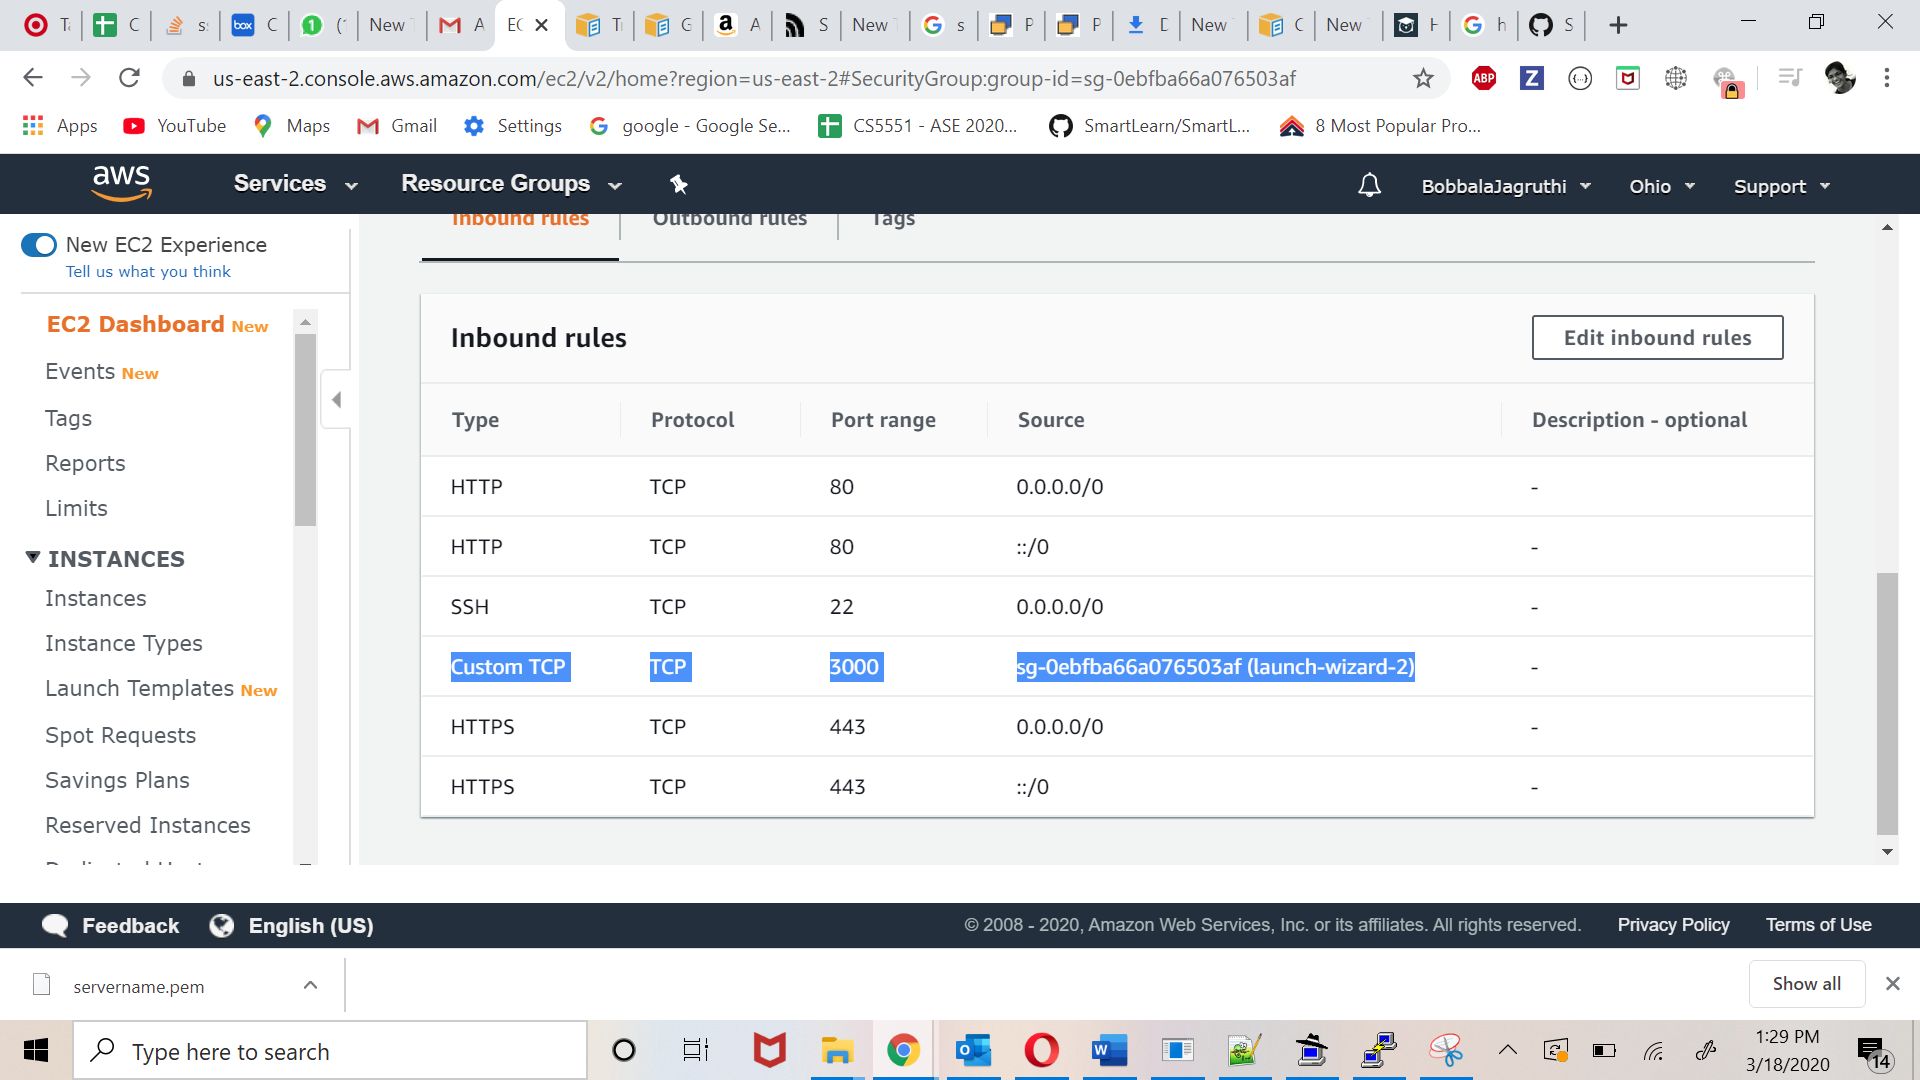 New
A
EC
A
S
New
s
P
P
New
New
h
S
us-east-2.console.aws.amazon.com/ec2/v2/home?region=us-east-2#SecurityGroup:group-id=sg-0ebfba66a076503af
ABP
Z
Apps
YouTube
Maps
Gmail
Settings
google - Google Se...
CS5551 - ASE 2020...
SmartLearn/SmartL...
8 Most Popular Pro...
aws
Services
Resource Groups
BobbalaJagruthi
Ohio
Support
New EC2 Experience
Tell us what you think
EC2 Dashboard New
Events New
Tags
Reports
Limits
INSTANCES
Instances
Instance Types
Launch Templates New
Spot Requests
Savings Plans
Reserved Instances
Inbound rules
Outbound rules
Tags
Inbound rules
Edit inbound rules
Type Protocol Port range Source Description - optional
HTTP TCP 80 0.0.0.0/0 -
HTTP TCP 80 ::/0 -
SSH TCP 22 0.0.0.0/0 -
Custom TCP TCP 3000 sg-0ebfba66a076503af (launch-wizard-2) -
HTTPS TCP 443 0.0.0.0/0 -
HTTPS TCP 443 ::/0 -
Feedback
English (US)
© 2008 - 2020, Amazon Web Services, Inc. or its affiliates. All rights reserved.
Privacy Policy
Terms of Use
servername.pem
Show all
Type here to search
1:29 PM
3/18/2020
14